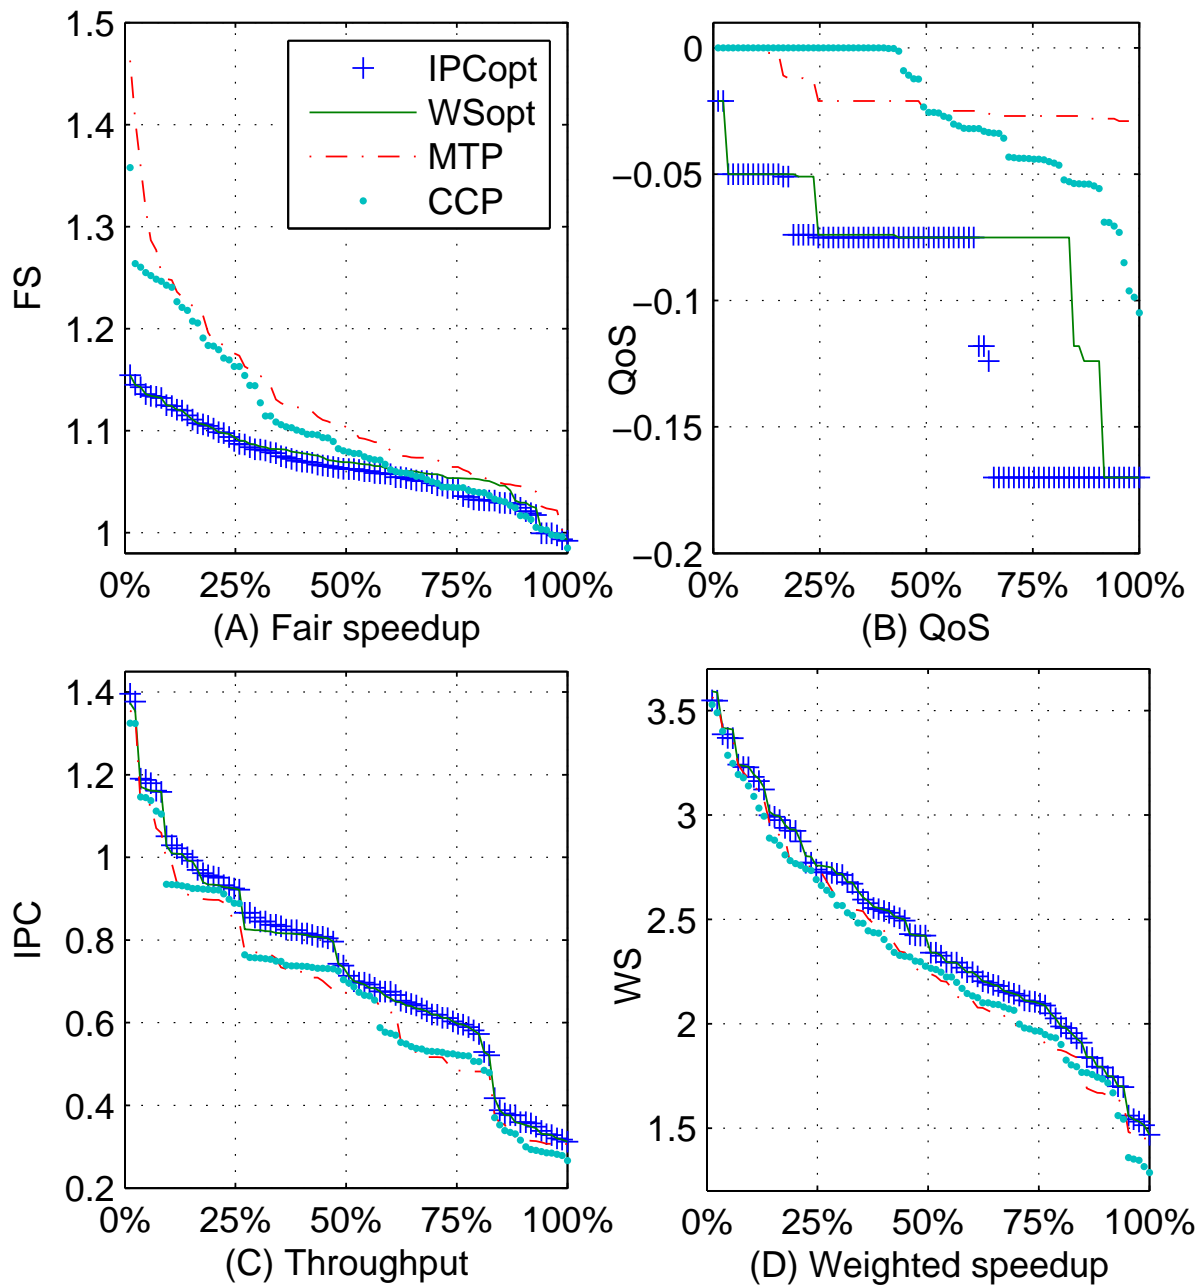 1.5
1.4
1.3
1.2
1.1
1
FS
IPCopt
WSopt
MTP
CCP
0% 25% 50% 75% 100%
(A) Fair speedup
0
−0.05
−0.1
−0.15
−0.2
QoS
0% 25% 50% 75% 100%
(B) QoS
1.4
1.2
1
0.8
0.6
0.4
0.2
IPC
0% 25% 50% 75% 100%
(C) Throughput
3.5
3
2.5
2
1.5
WS
0% 25% 50% 75% 100%
(D) Weighted speedup